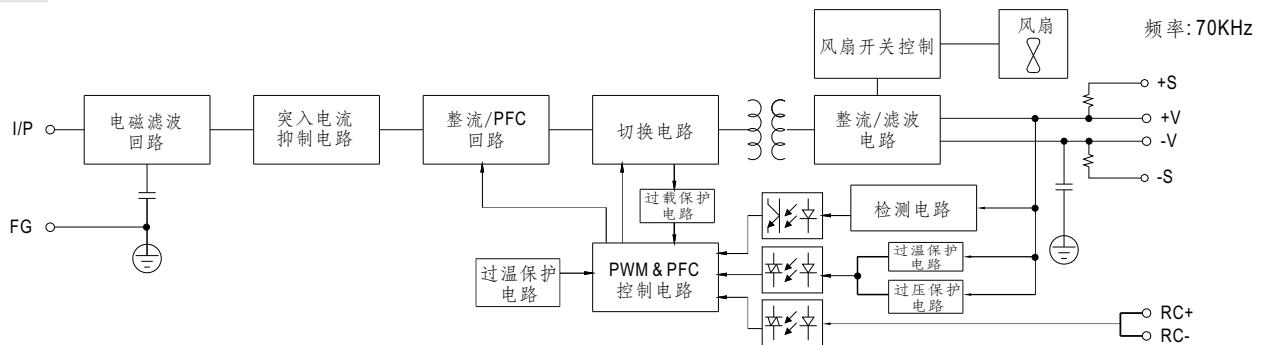 频率: 70KHz
风扇开关控制
风扇
+S
I/P
电磁滤波
回路
突入电流
抑制电路
整流/PFC
回路
切换电路
整流/滤波
电路
+V
-V
-S
过载保护
电路
检测电路
FG
过温保护
电路
PWM & PFC
控制电路
过温保护
电路
过压保护
电路
RC+
RC-